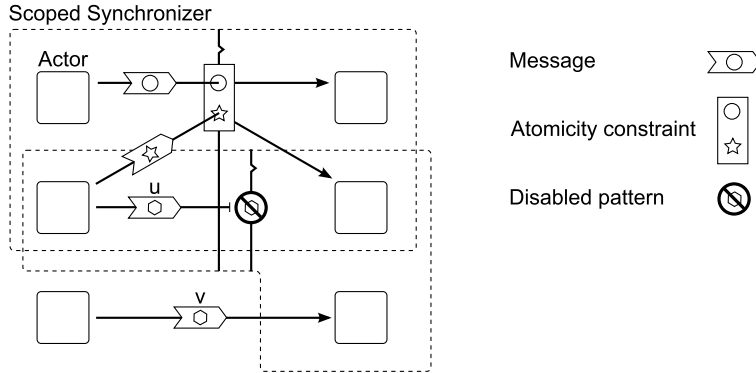 Scoped Synchronizer
Actor
u
v
Message
Atomicity constraint
Disabled pattern